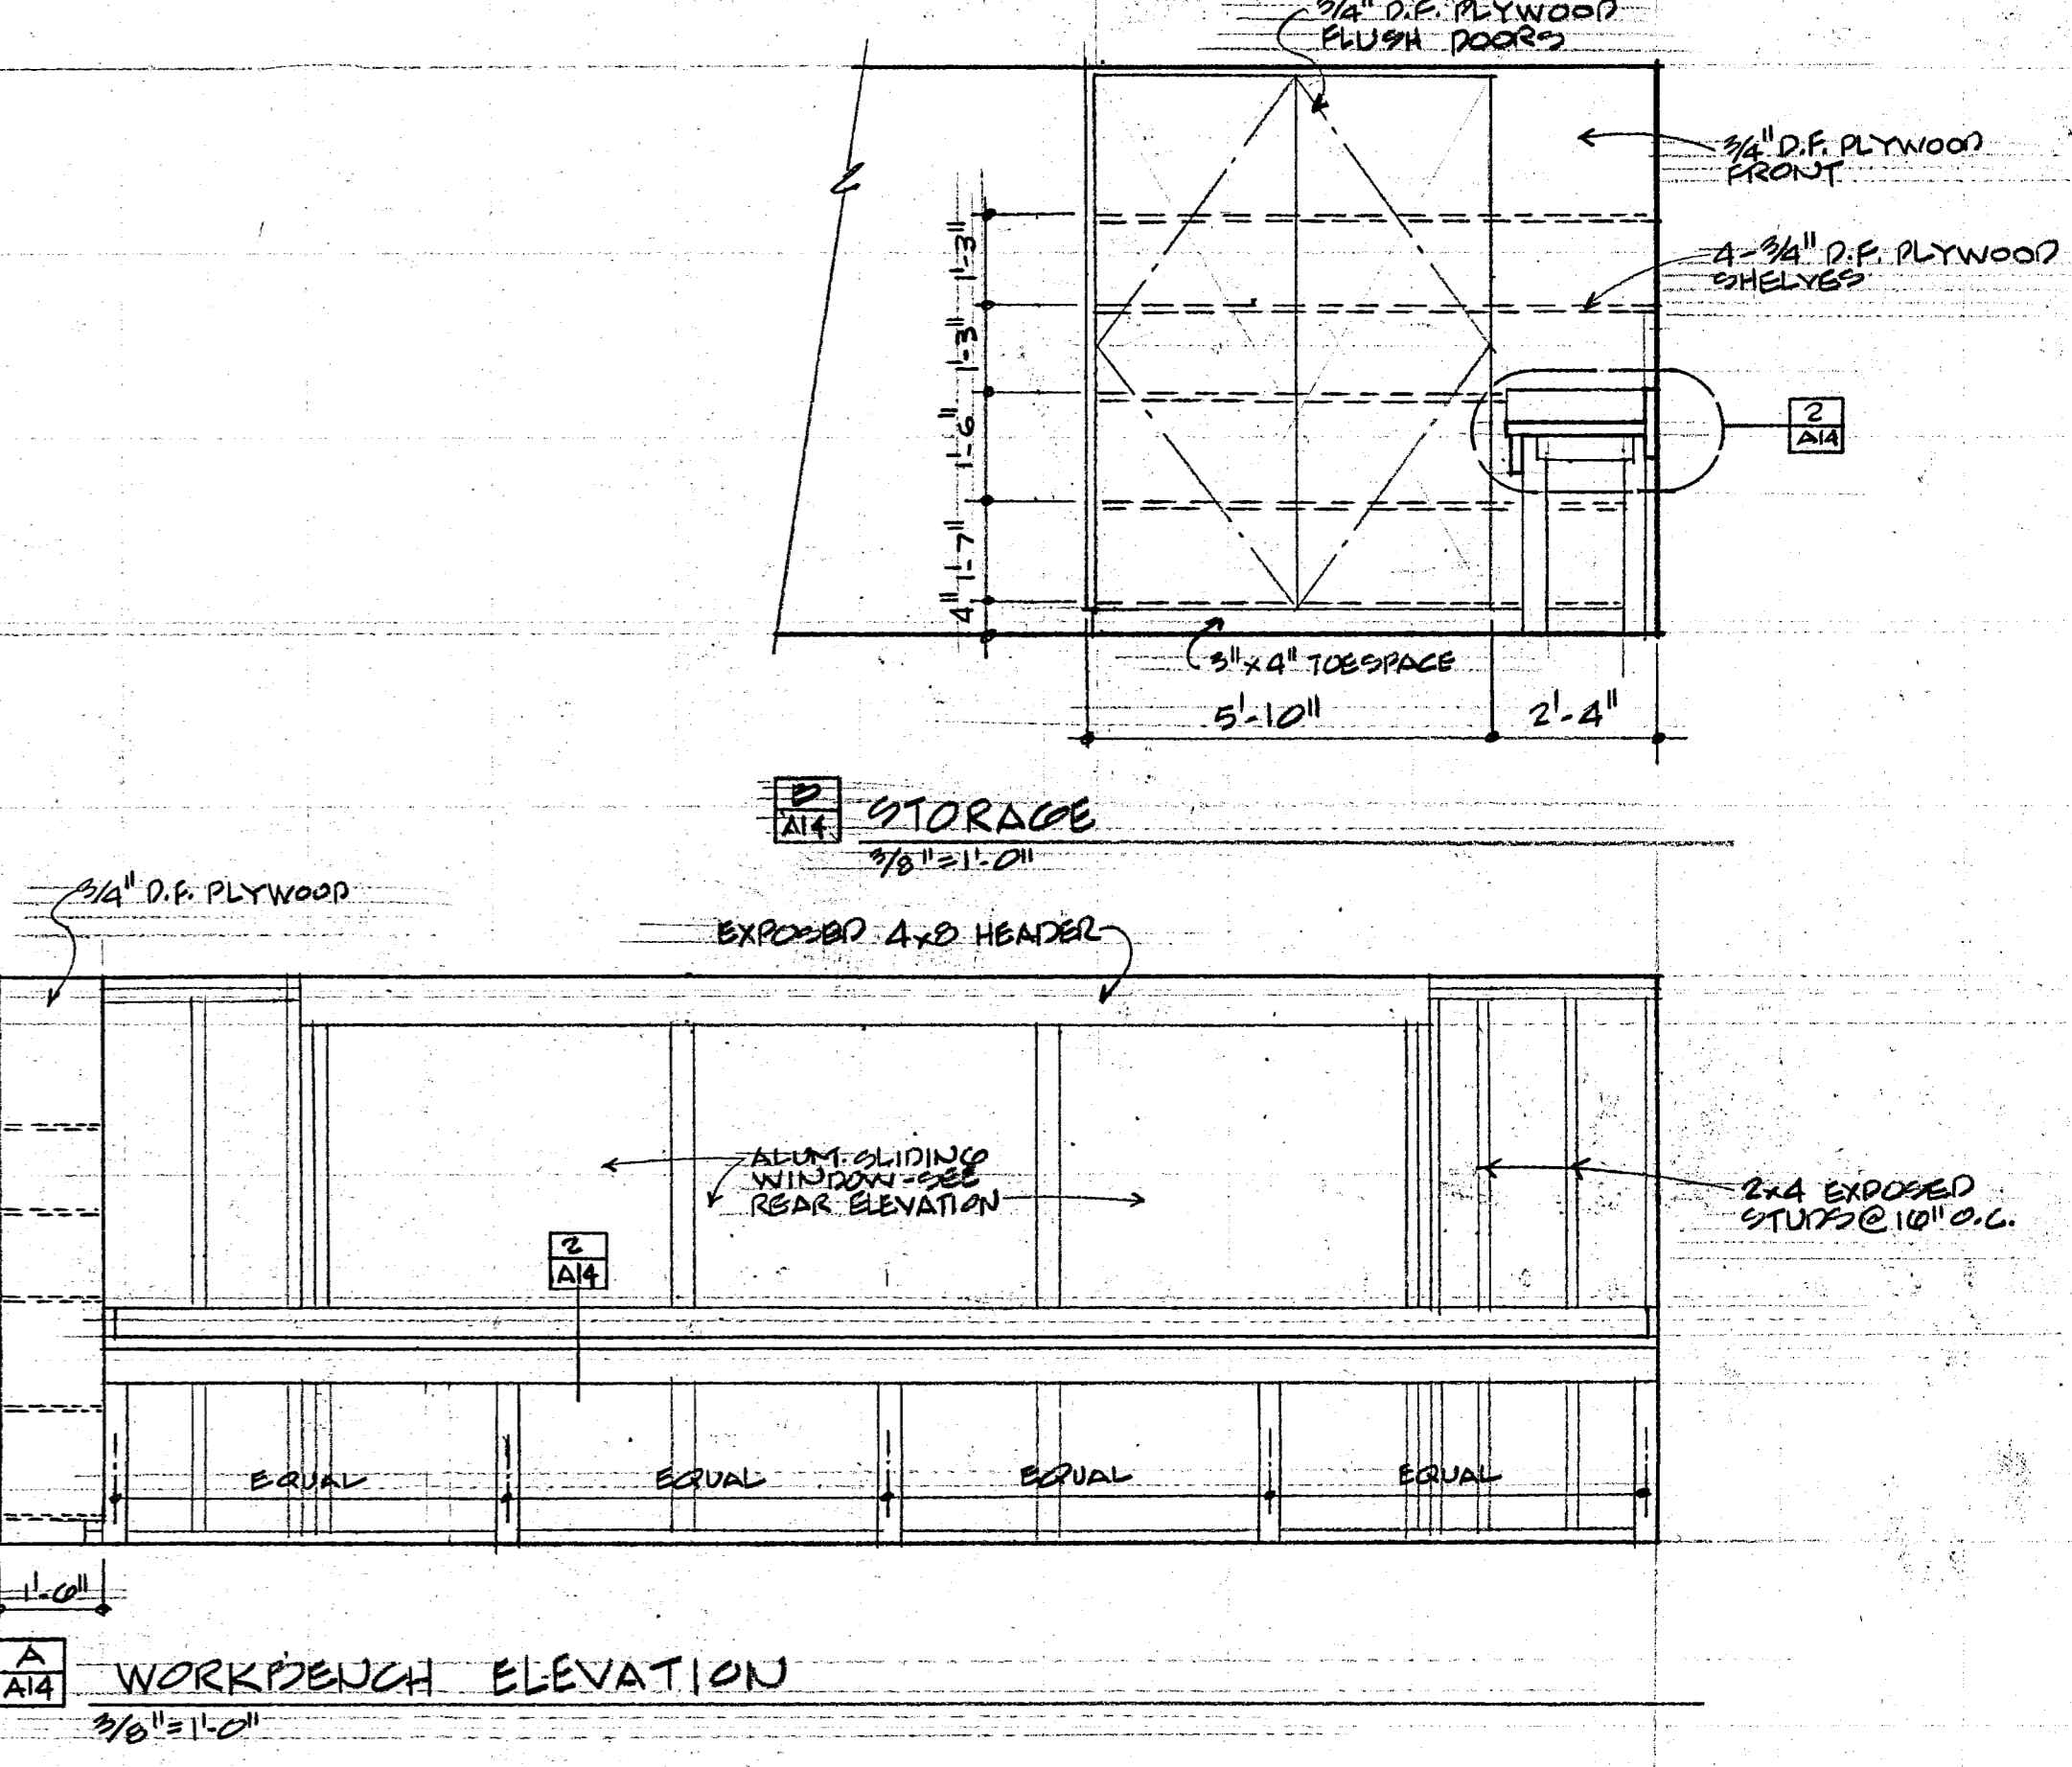 3/4" D.F. PLYWOOD
FLUSH DOORS
3/4" D.F. PLYWOOD
FRONT
4-3/4" D.F. PLYWOOD
SHELVES
1'-3"
1'-3"
1'-6"
1'-7"
4"
2
A14
3"x4" TOESPACE
5'-10"
2'-4"
B
A14
STORAGE
3/8"=1'-0"
3/4" D.F. PLYWOOD
EXPOSED 4x8 HEADER
ALUM. SLIDING
WINDOW-SEE
REAR ELEVATION
2x4 EXPOSED
STUDS @ 16" O.C.
2
A14
EQUAL
EQUAL
EQUAL
EQUAL
1'-6"
A
A14
WORKBENCH ELEVATION
3/8"=1'-0"